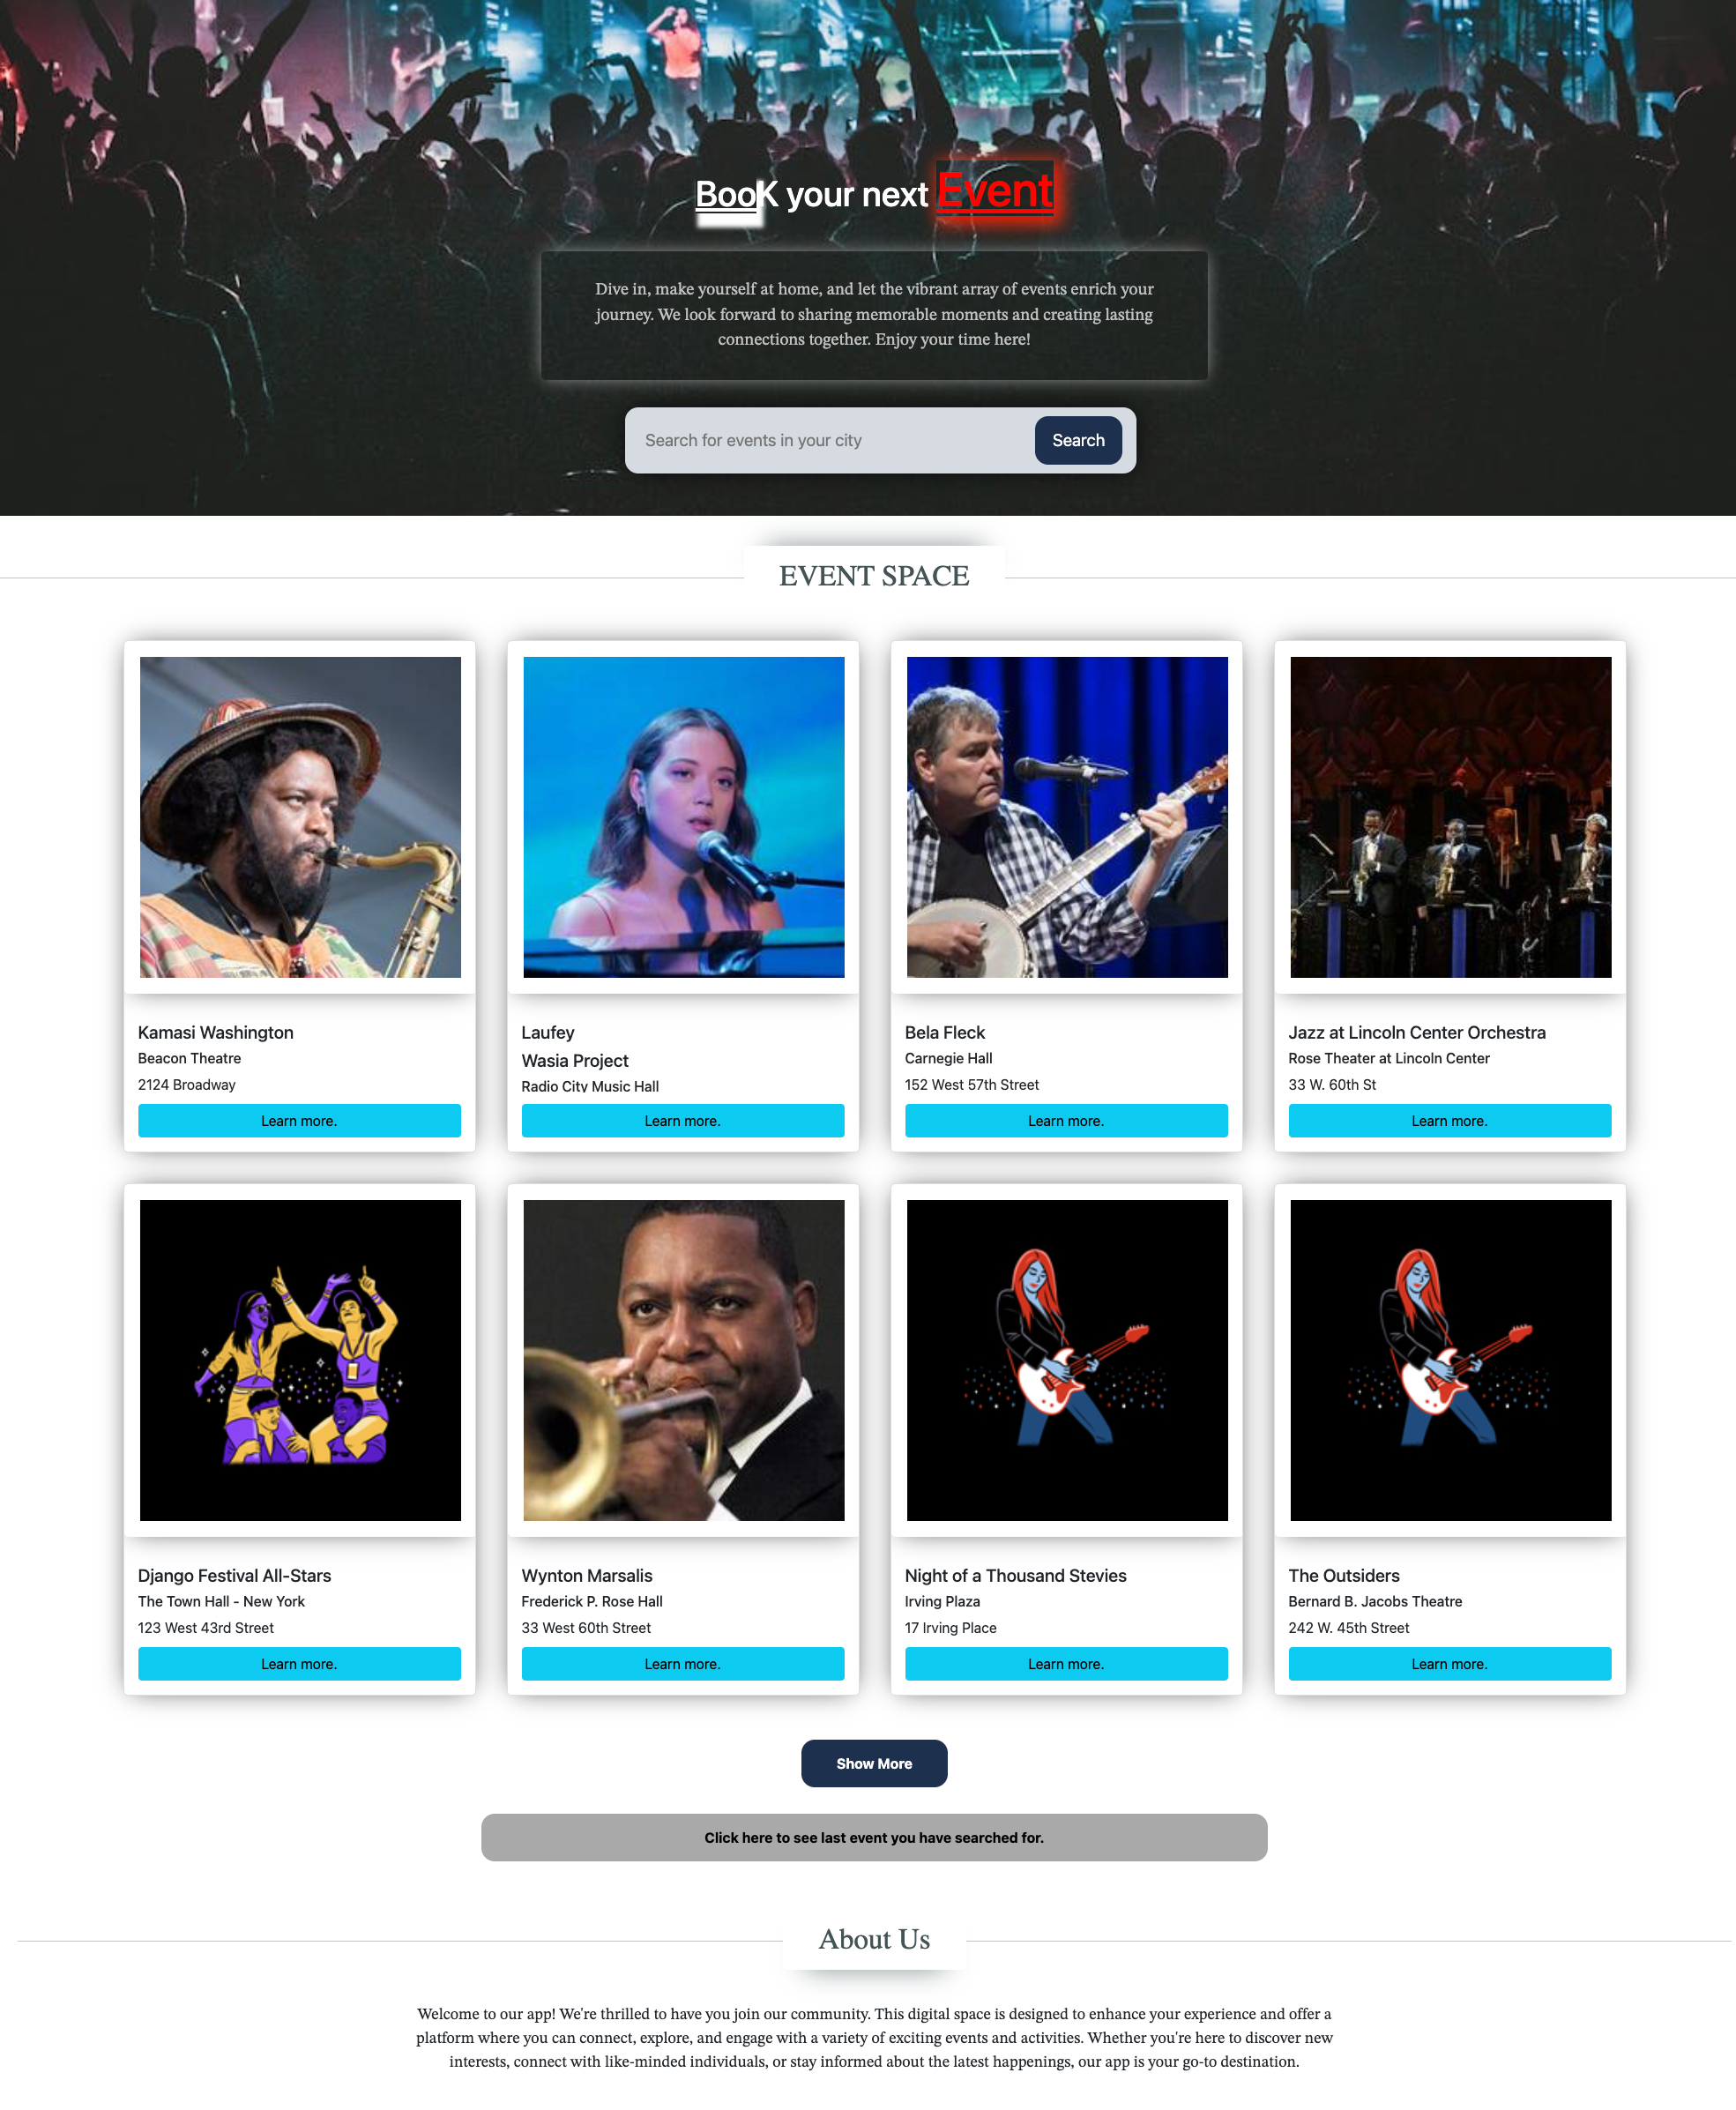 BooK your next Event
Dive in, make yourself at home, and let the vibrant array of events enrich your
journey. We look forward to sharing memorable moments and creating lasting
connections together. Enjoy your time here!
Search for events in your city
Search
EVENT SPACE
Kamasi Washington
Beacon Theatre
2124 Broadway
Learn more.
Laufey
Wasia Project
Radio City Music Hall
Learn more.
Bela Fleck
Carnegie Hall
152 West 57th Street
Learn more.
Jazz at Lincoln Center Orchestra
Rose Theater at Lincoln Center
33 W. 60th St
Learn more.
Django Festival All-Stars
The Town Hall - New York
123 West 43rd Street
Learn more.
Wynton Marsalis
Frederick P. Rose Hall
33 West 60th Street
Learn more.
Night of a Thousand Stevies
Irving Plaza
17 Irving Place
Learn more.
The Outsiders
Bernard B. Jacobs Theatre
242 W. 45th Street
Learn more.
Show More
Click here to see last event you have searched for.
About Us
Welcome to our app! We're thrilled to have you join our community. This digital space is designed to enhance your experience and offer a
platform where you can connect, explore, and engage with a variety of exciting events and activities. Whether you're here to discover new
interests, connect with like-minded individuals, or stay informed about the latest happenings, our app is your go-to destination.